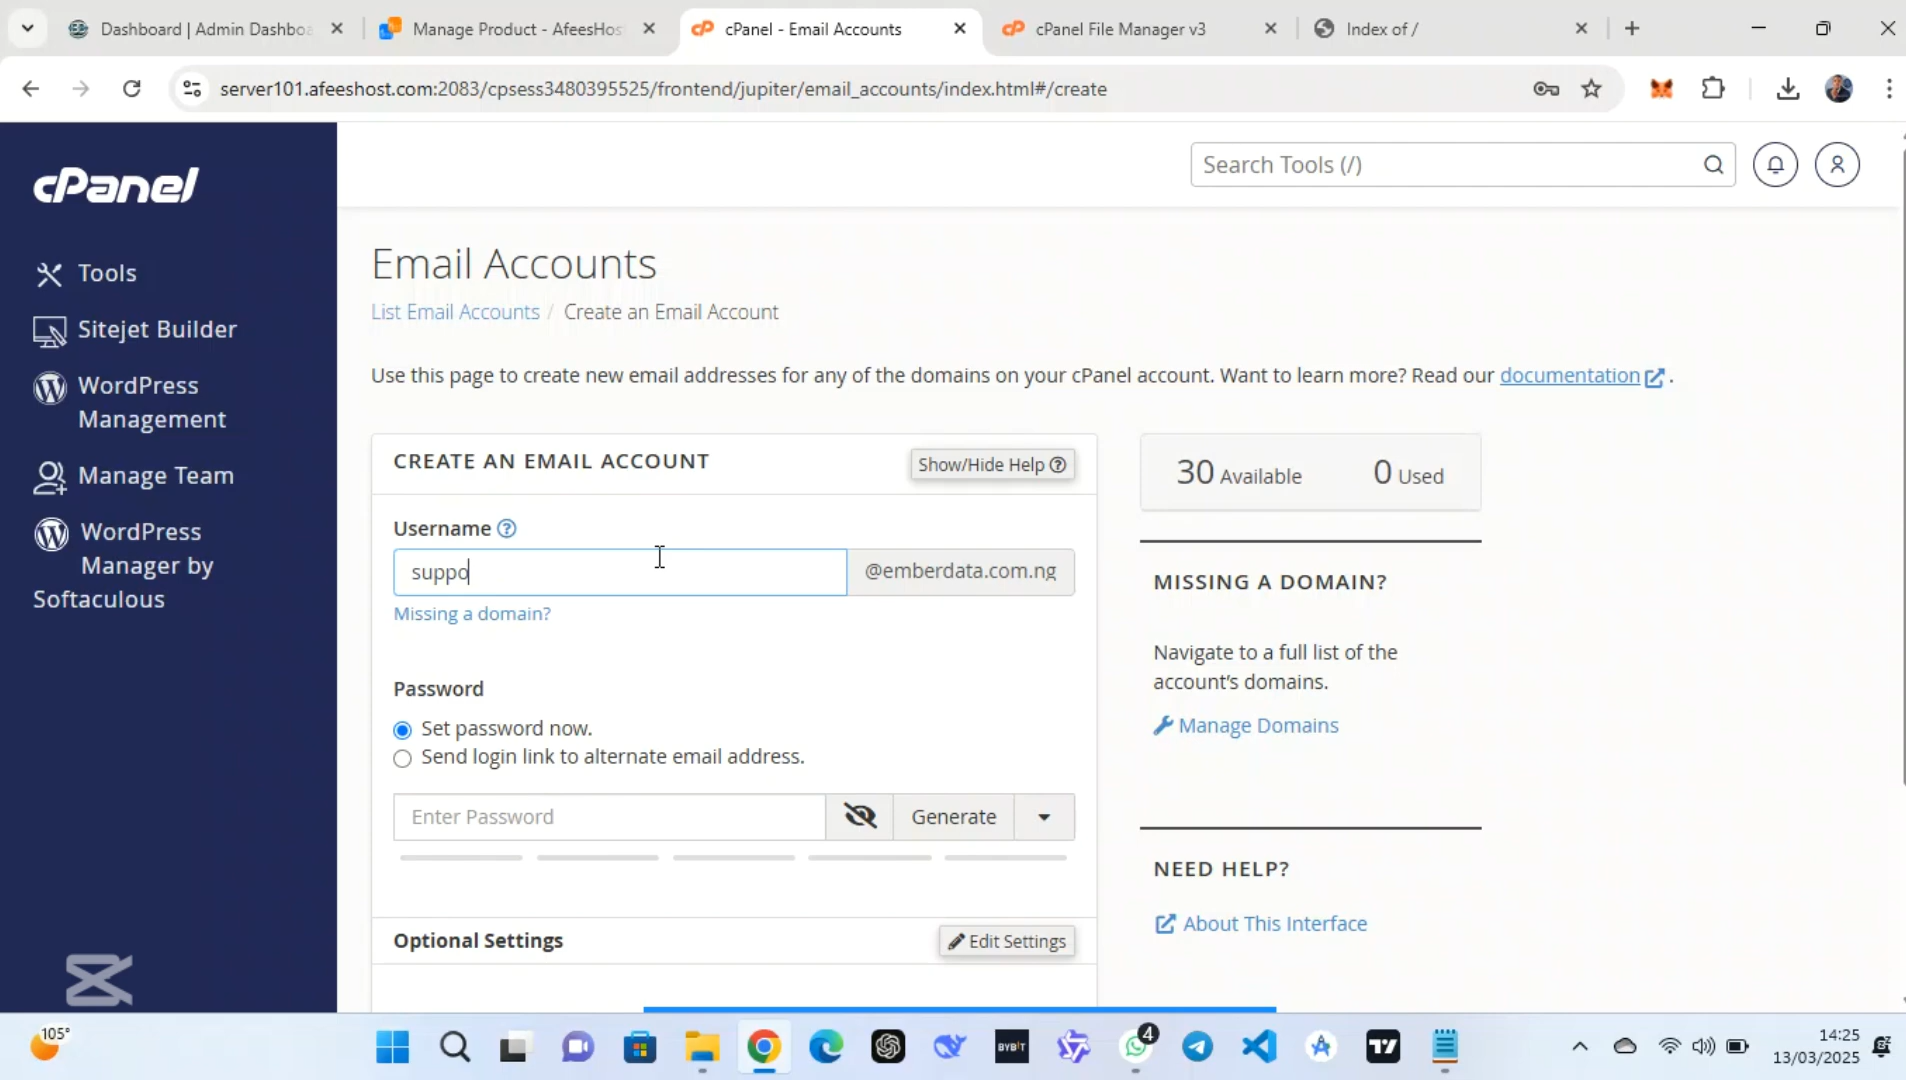 Dashboard | Admin Dashboa
Manage Product - AfeesHos
cPanel - Email Accounts
cPanel File Manager v3
Index of /
server101.afeeshost.com:2083/cpsess3480395525/frontend/jupiter/email_accounts/index.html#/create
cPanel
Search Tools (/)
Tools
Sitejet Builder
WordPress
Management
Manage Team
WordPress
Manager by
Softaculous
Email Accounts
List Email Accounts / Create an Email Account
Use this page to create new email addresses for any of the domains on your cPanel account. Want to learn more? Read our documentation .
CREATE AN EMAIL ACCOUNT
Show/Hide Help
Username
suppo
@emberdata.com.ng
Missing a domain?
Password
Set password now.
Send login link to alternate email address.
Enter Password
Generate
Optional Settings
Edit Settings
30 Available 0 Used
MISSING A DOMAIN?
Navigate to a full list of the
account's domains.
Manage Domains
NEED HELP?
About This Interface
105°
BYBIT
4
14:25
13/03/2025